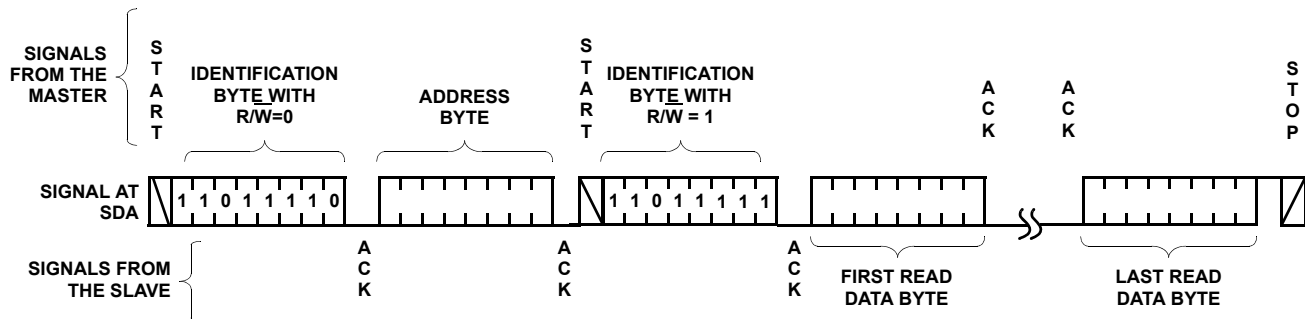 SIGNALS
FROM THE
MASTER
START
IDENTIFICATION
BYTE WITH
R/W=0
ADDRESS
BYTE
START
IDENTIFICATION
BYTE WITH
R/W = 1
ACK
ACK
STOP
SIGNAL AT
SDA
1 1 0 1 1 1 1 0
1 1 0 1 1 1 1 1
SIGNALS FROM
THE SLAVE
ACK
ACK
ACK
FIRST READ
DATA BYTE
LAST READ
DATA BYTE